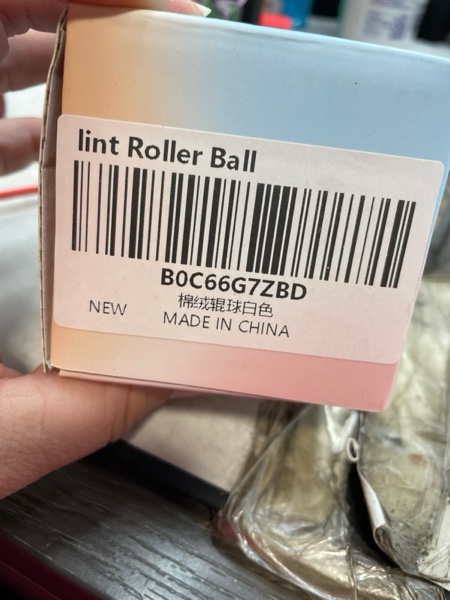 lint Roller Ball
B0C66G7ZBD
棉绒辊球白色
NEW
MADE IN CHINA